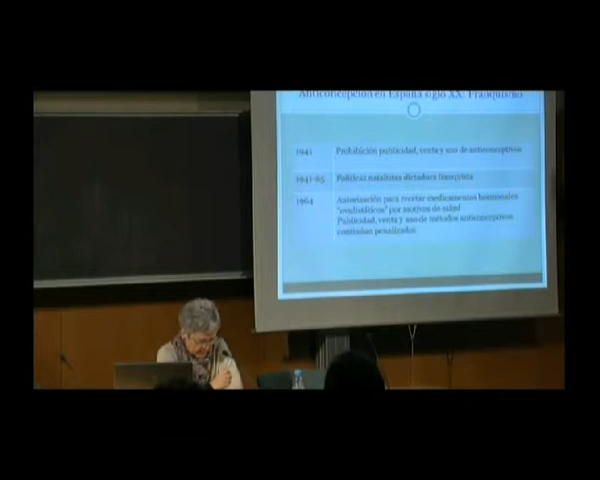 Anticoncepción en España siglo XX: Franquismo
1941 Prohibición publicidad, venta y uso de anticonceptivos
1941-65 Políticas natalistas dictadura franquista
1964 Autorización para recetar medicamentos hormonales
"ovulistáticos" por motivos de salud
Publicidad, venta y uso de métodos anticonceptivos
continúan penalizados